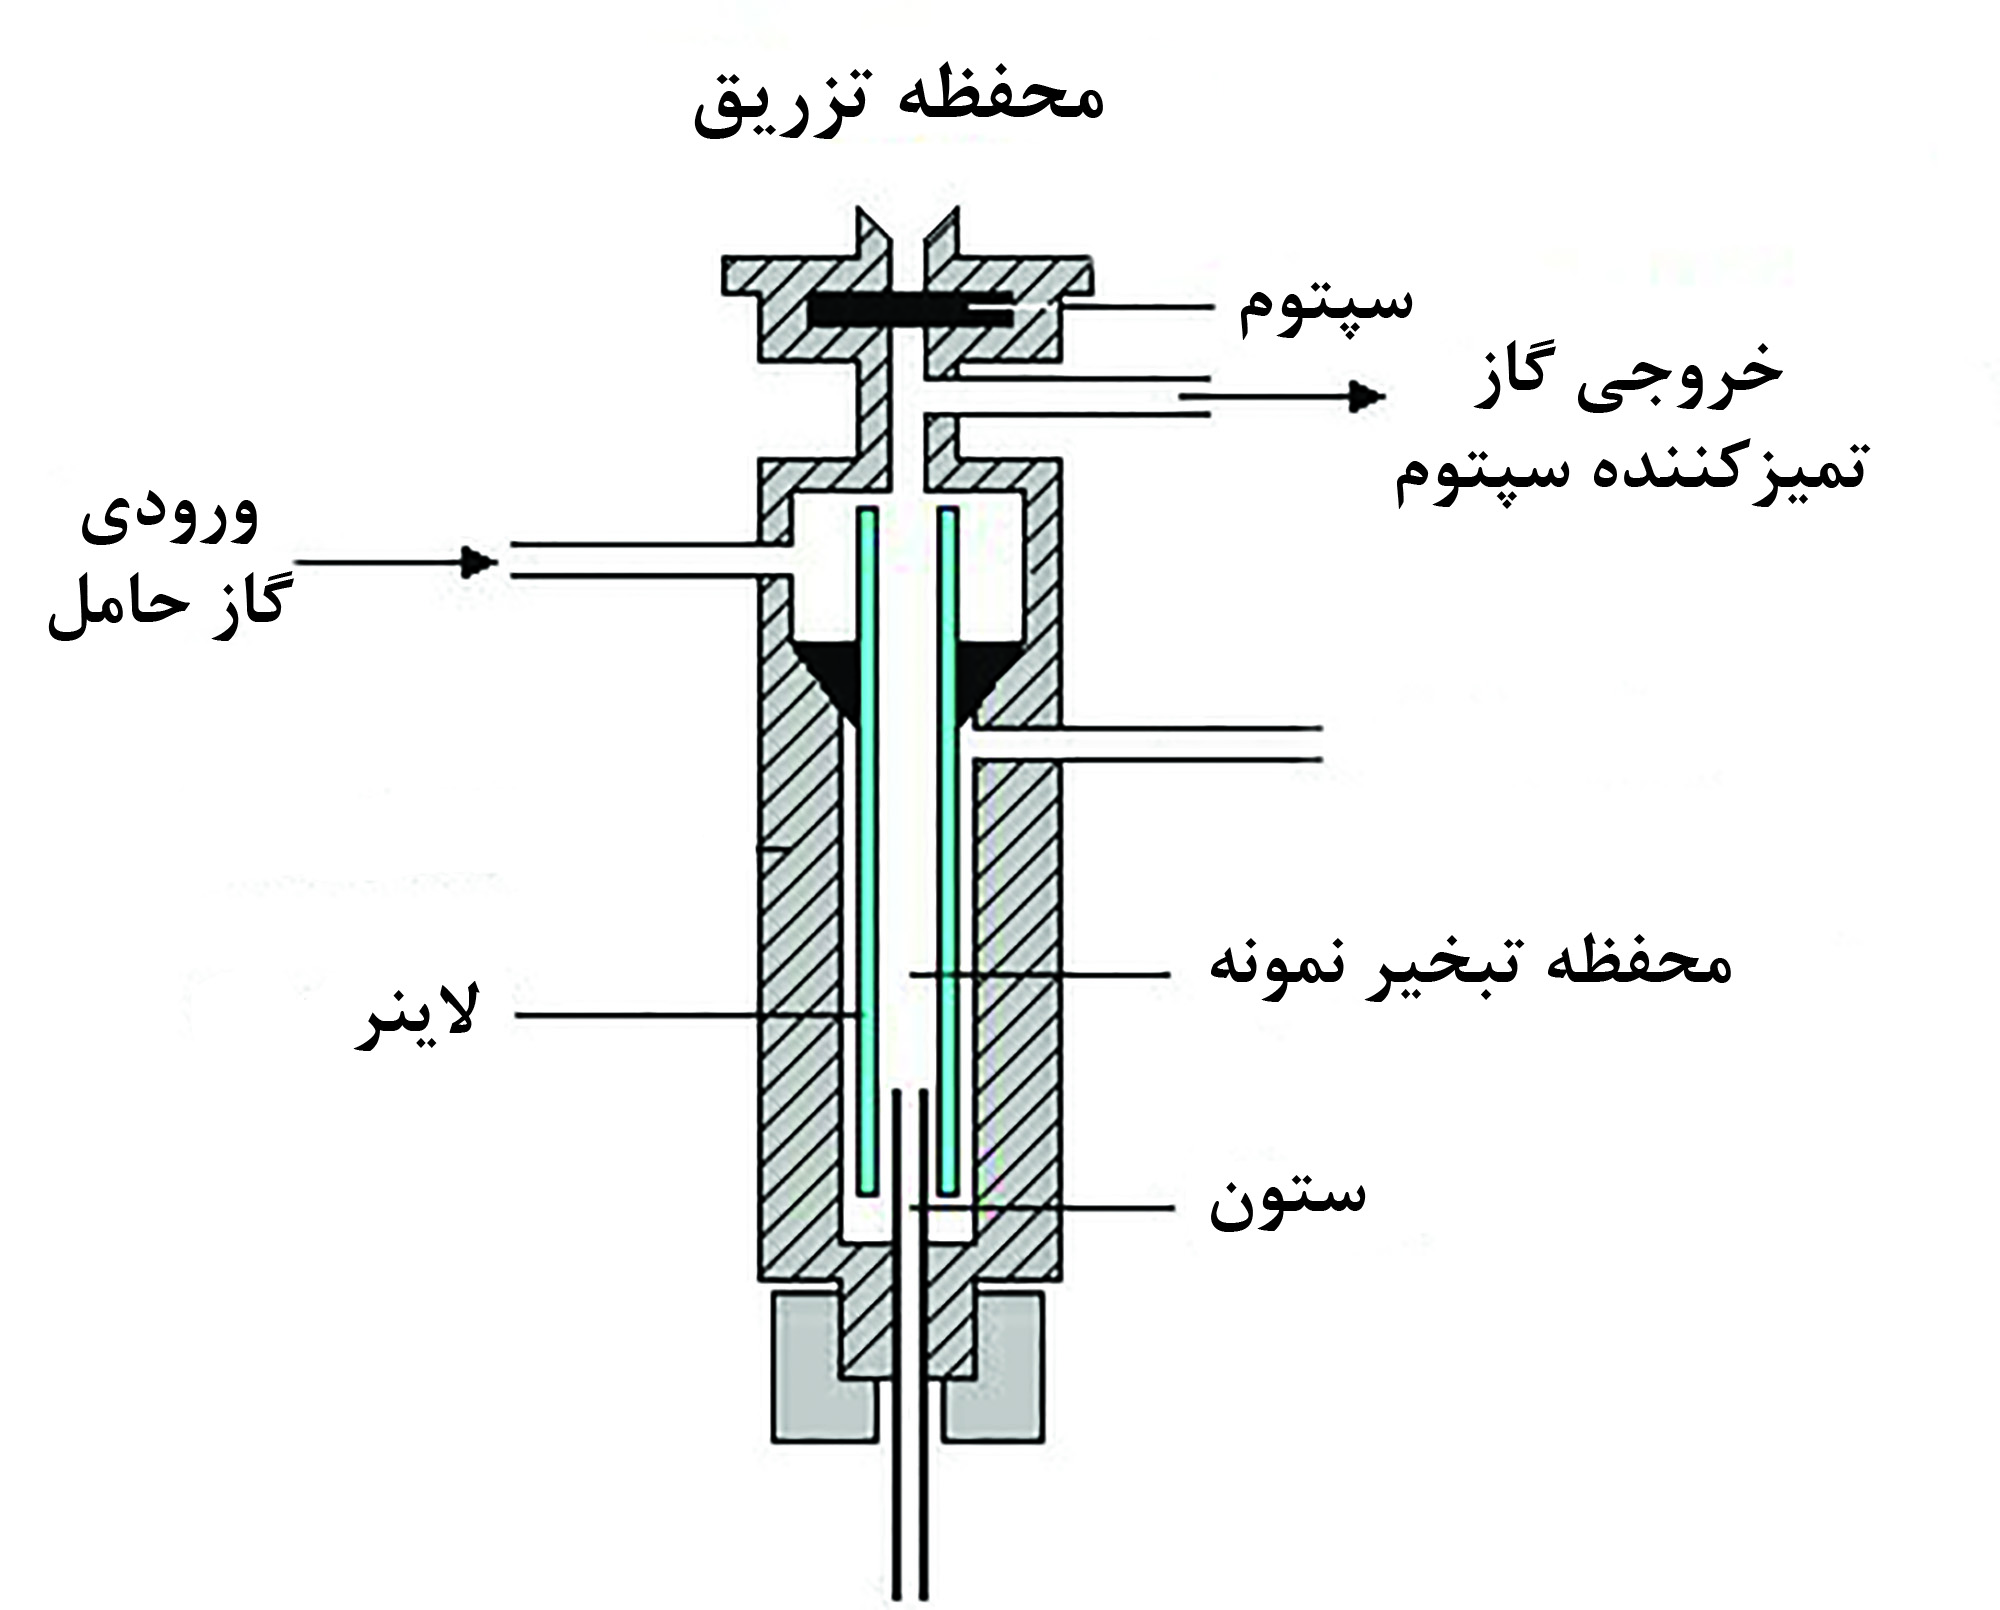 محفظه تزریق
سپتوم
خروجی گاز
تمیزکننده سپتوم
ورودی
گاز حامل
محفظه تبخیر نمونه
لاینر
ستون